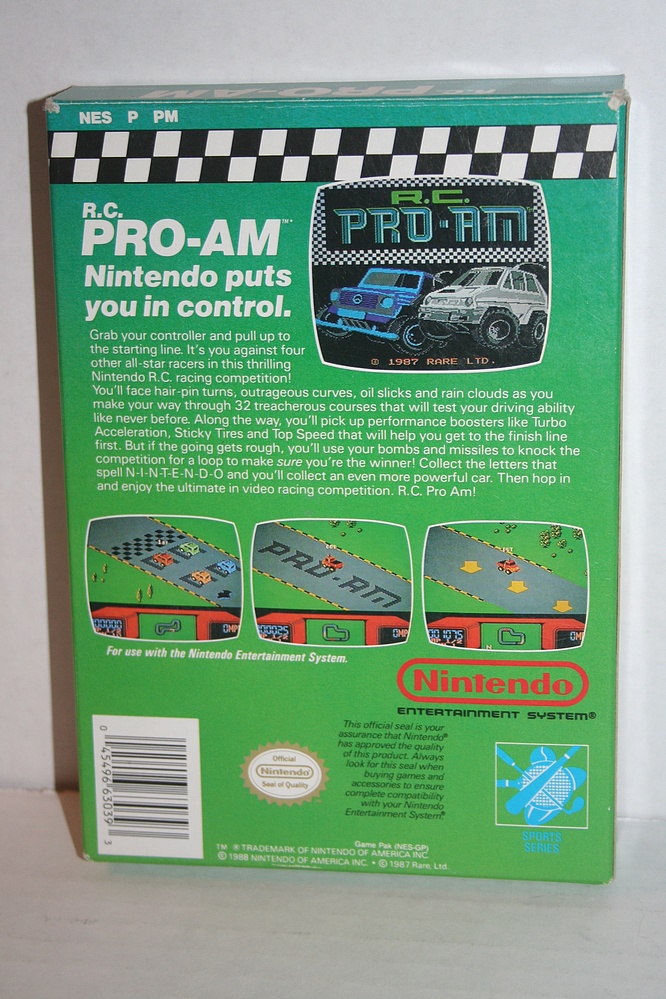 R.C. PRO-AM
NES P PM
R.C.
PRO-AM™*
Nintendo puts
you in control.
R.C.
PRO-AM
© 1987 RARE LTD.
Grab your controller and pull up to
the starting line. It's you against four
other all-star racers in this thrilling
Nintendo R.C. racing competition!
You'll face hair-pin turns, outrageous curves, oil slicks and rain clouds as you
make your way through 32 treacherous courses that will test your driving ability
like never before. Along the way, you'll pick up performance boosters like Turbo
Acceleration, Sticky Tires and Top Speed that will help you get to the finish line
first. But if the going gets rough, you'll use your bombs and missiles to knock the
competition for a loop to make sure you're the winner! Collect the letters that
spell N-I-N-T-E-N-D-O and you'll collect an even more powerful car. Then hop in
and enjoy the ultimate in video racing competition. R.C. Pro Am!
1st
00000
PRO-AM
000025
1st
001075
For use with the Nintendo Entertainment System.
Nintendo
ENTERTAINMENT SYSTEM®
This official seal is your
assurance that Nintendo®
has approved the quality
of this product. Always
look for this seal when
buying games and
accessories to ensure
complete compatibility
with your Nintendo
Entertainment System®
Official
Nintendo
Seal of Quality
SPORTS
SERIES
0 45496 63039 3
Game Pak (NES-GP)
TM ® TRADEMARK OF NINTENDO OF AMERICA INC.
© 1988 NINTENDO OF AMERICA INC. • © 1987 Rare, Ltd.